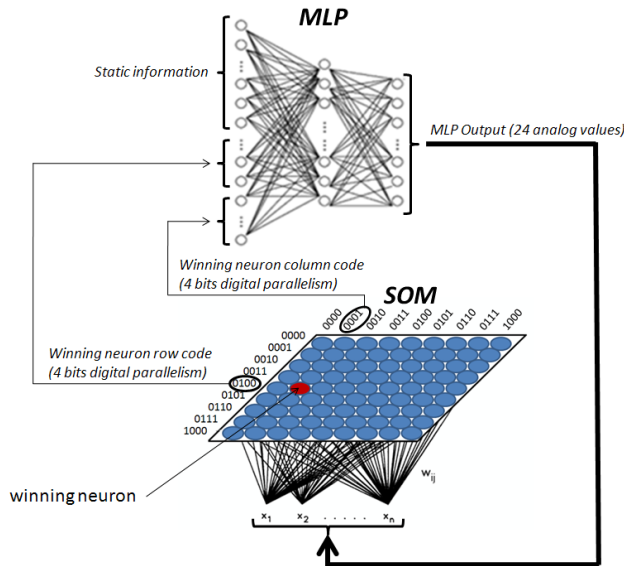 MLP
Static information
MLP Output (24 analog values)
Winning neuron column code
(4 bits digital parallelism)
SOM
0000
0001
0010
0011
0100
0101
0110
0111
1000
Winning neuron row code
(4 bits digital parallelism)
0000
0001
0010
0011
0100
0101
0110
0111
1000
winning neuron
wij
x1 x2 . . . . . xn